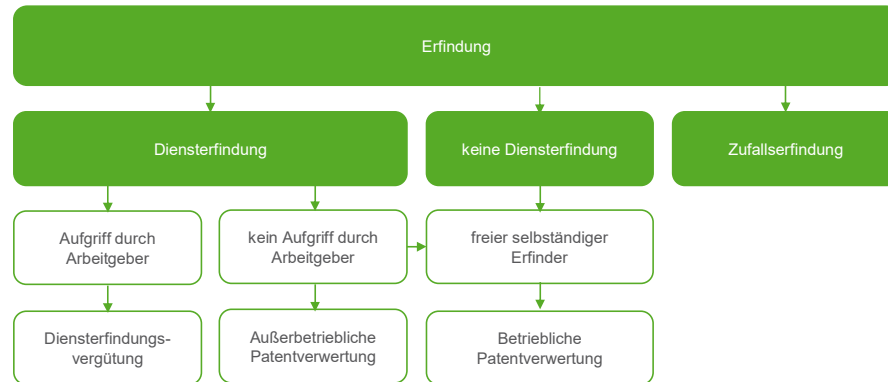 Erfindung
Diensterfindung
keine Diensterfindung
Zufallserfindung
Aufgriff durch
Arbeitgeber
kein Aufgriff durch
Arbeitgeber
freier selbständiger
Erfinder
Diensterfindungs-
vergütung
Außerbetriebliche
Patentverwertung
Betriebliche
Patentverwertung